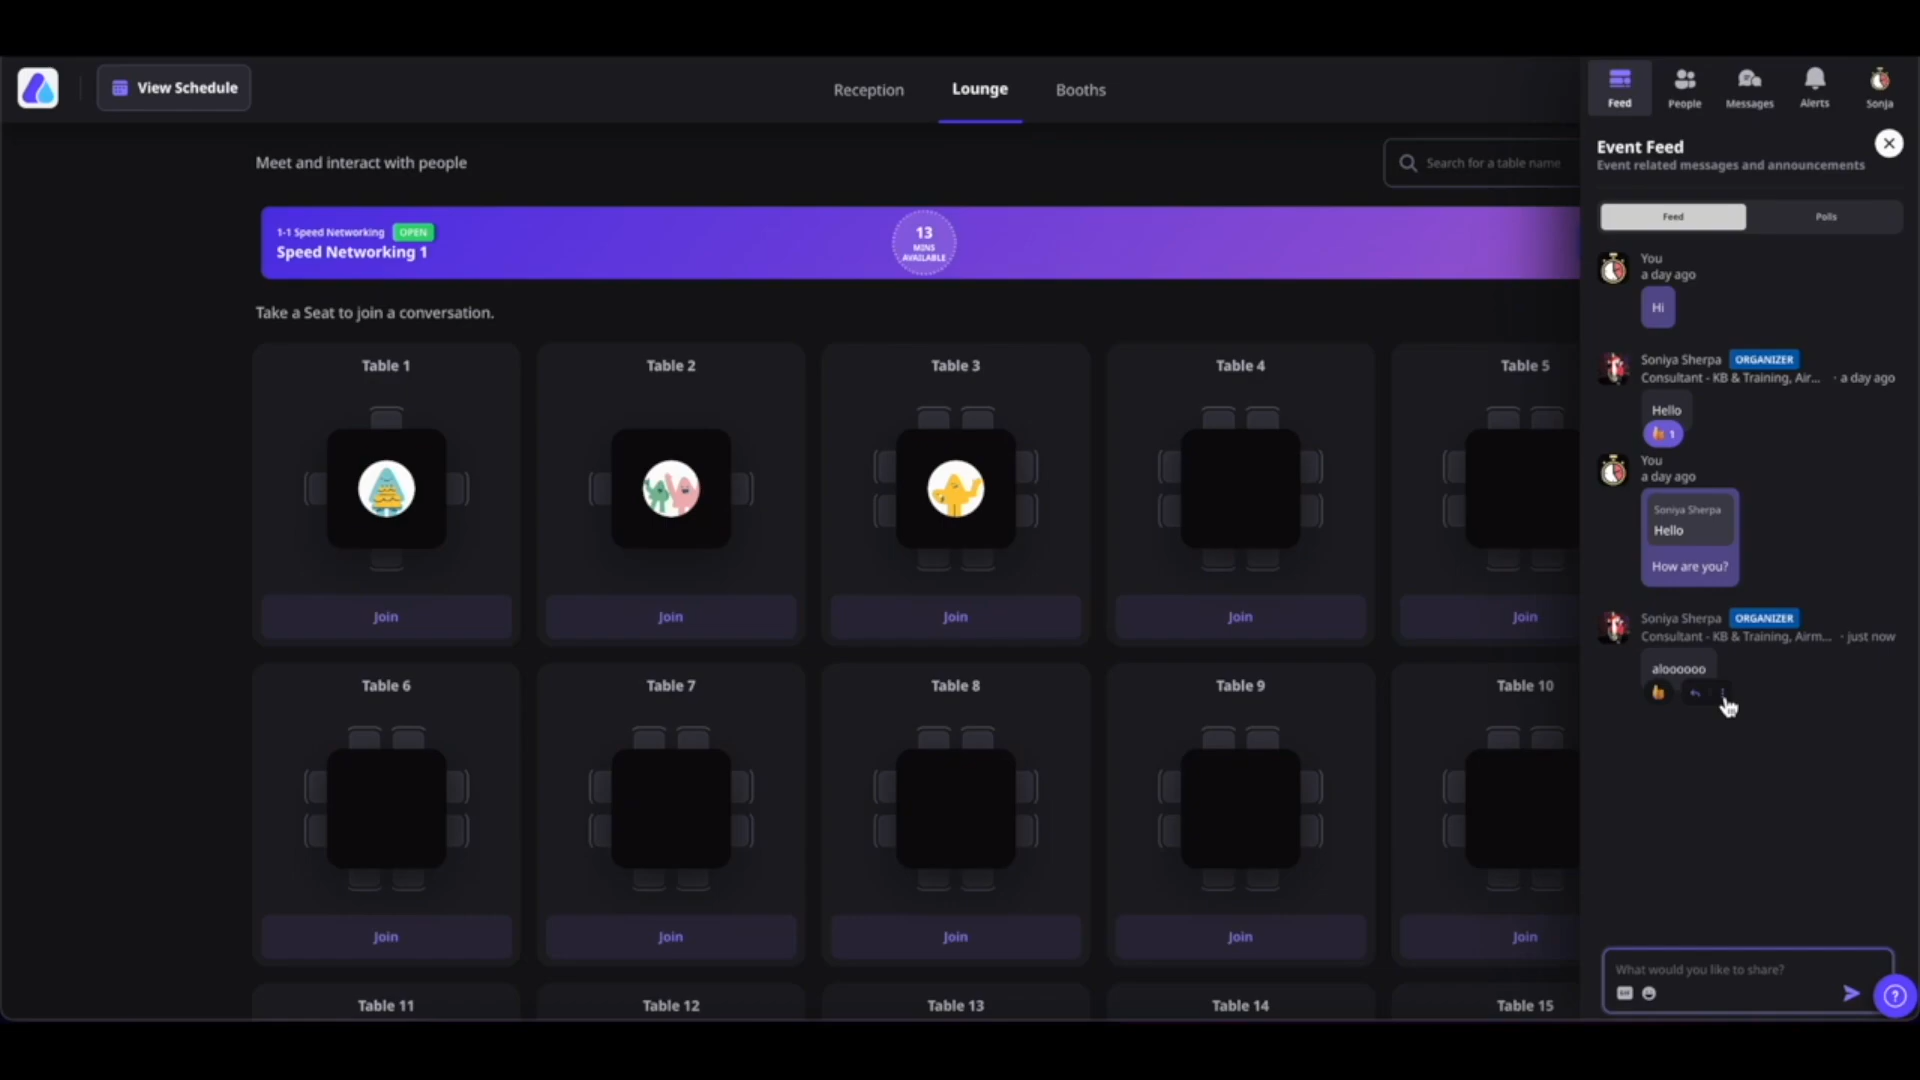 View Schedule
Reception
Lounge
Booths
Feed
People
Messages
Alerts
Sonja
Meet and interact with people
Search for a table name
1-1 Speed Networking OPEN
Speed Networking 1
13
MINS
AVAILABLE
Take a Seat to join a conversation.
Table 1
Table 2
Table 3
Table 4
Table 5
Join
Join
Join
Join
Join
Table 6
Table 7
Table 8
Table 9
Table 10
Join
Join
Join
Join
Join
Table 11
Table 12
Table 13
Table 14
Table 15
Event Feed
Event related messages and announcements
Feed
Polls
You
a day ago
Hi
Soniya Sherpa ORGANIZER
Consultant - KB & Training, Air... · a day ago
Hello
1
You
a day ago
Soniya Sherpa
Hello
How are you?
Soniya Sherpa ORGANIZER
Consultant - KB & Training, Airm... · just now
aloooooo
What would you like to share?
GIF
?